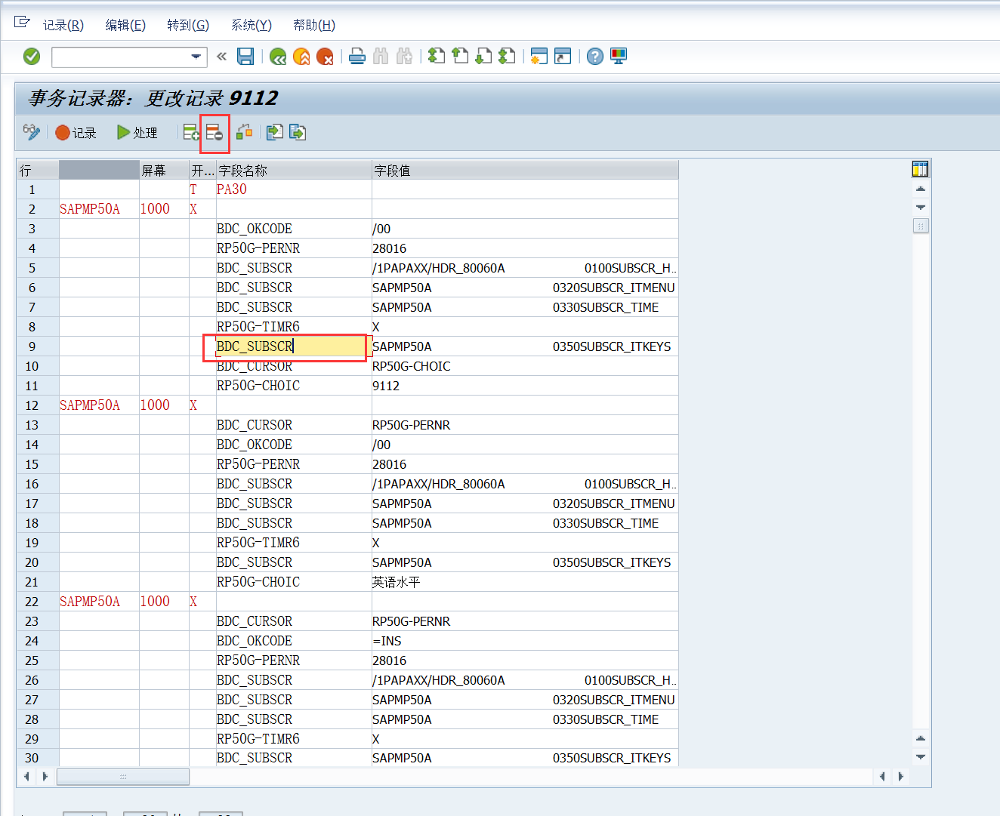 记录(R) 编辑(E) 转到(G) 系统(Y) 帮助(H)
事务记录器：更改记录 9112
记录 处理
行 屏幕 开... 字段名称 字段值
1 T PA30
2 SAPMP50A 1000 X
3 BDC_OKCODE /00
4 RP50G-PERNR 28016
5 BDC_SUBSCR /1PAPAXX/HDR_80060A 0100SUBSCR_H...
6 BDC_SUBSCR SAPMP50A 0320SUBSCR_ITMENU
7 BDC_SUBSCR SAPMP50A 0330SUBSCR_TIME
8 RP50G-TIMR6 X
9 BDC_SUBSCR SAPMP50A 0350SUBSCR_ITKEYS
10 BDC_CURSOR RP50G-CHOIC
11 RP50G-CHOIC 9112
12 SAPMP50A 1000 X
13 BDC_CURSOR RP50G-PERNR
14 BDC_OKCODE /00
15 RP50G-PERNR 28016
16 BDC_SUBSCR /1PAPAXX/HDR_80060A 0100SUBSCR_H...
17 BDC_SUBSCR SAPMP50A 0320SUBSCR_ITMENU
18 BDC_SUBSCR SAPMP50A 0330SUBSCR_TIME
19 RP50G-TIMR6 X
20 BDC_SUBSCR SAPMP50A 0350SUBSCR_ITKEYS
21 RP50G-CHOIC 英语水平
22 SAPMP50A 1000 X
23 BDC_CURSOR RP50G-PERNR
24 BDC_OKCODE =INS
25 RP50G-PERNR 28016
26 BDC_SUBSCR /1PAPAXX/HDR_80060A 0100SUBSCR_H...
27 BDC_SUBSCR SAPMP50A 0320SUBSCR_ITMENU
28 BDC_SUBSCR SAPMP50A 0330SUBSCR_TIME
29 RP50G-TIMR6 X
30 BDC_SUBSCR SAPMP50A 0350SUBSCR_ITKEYS